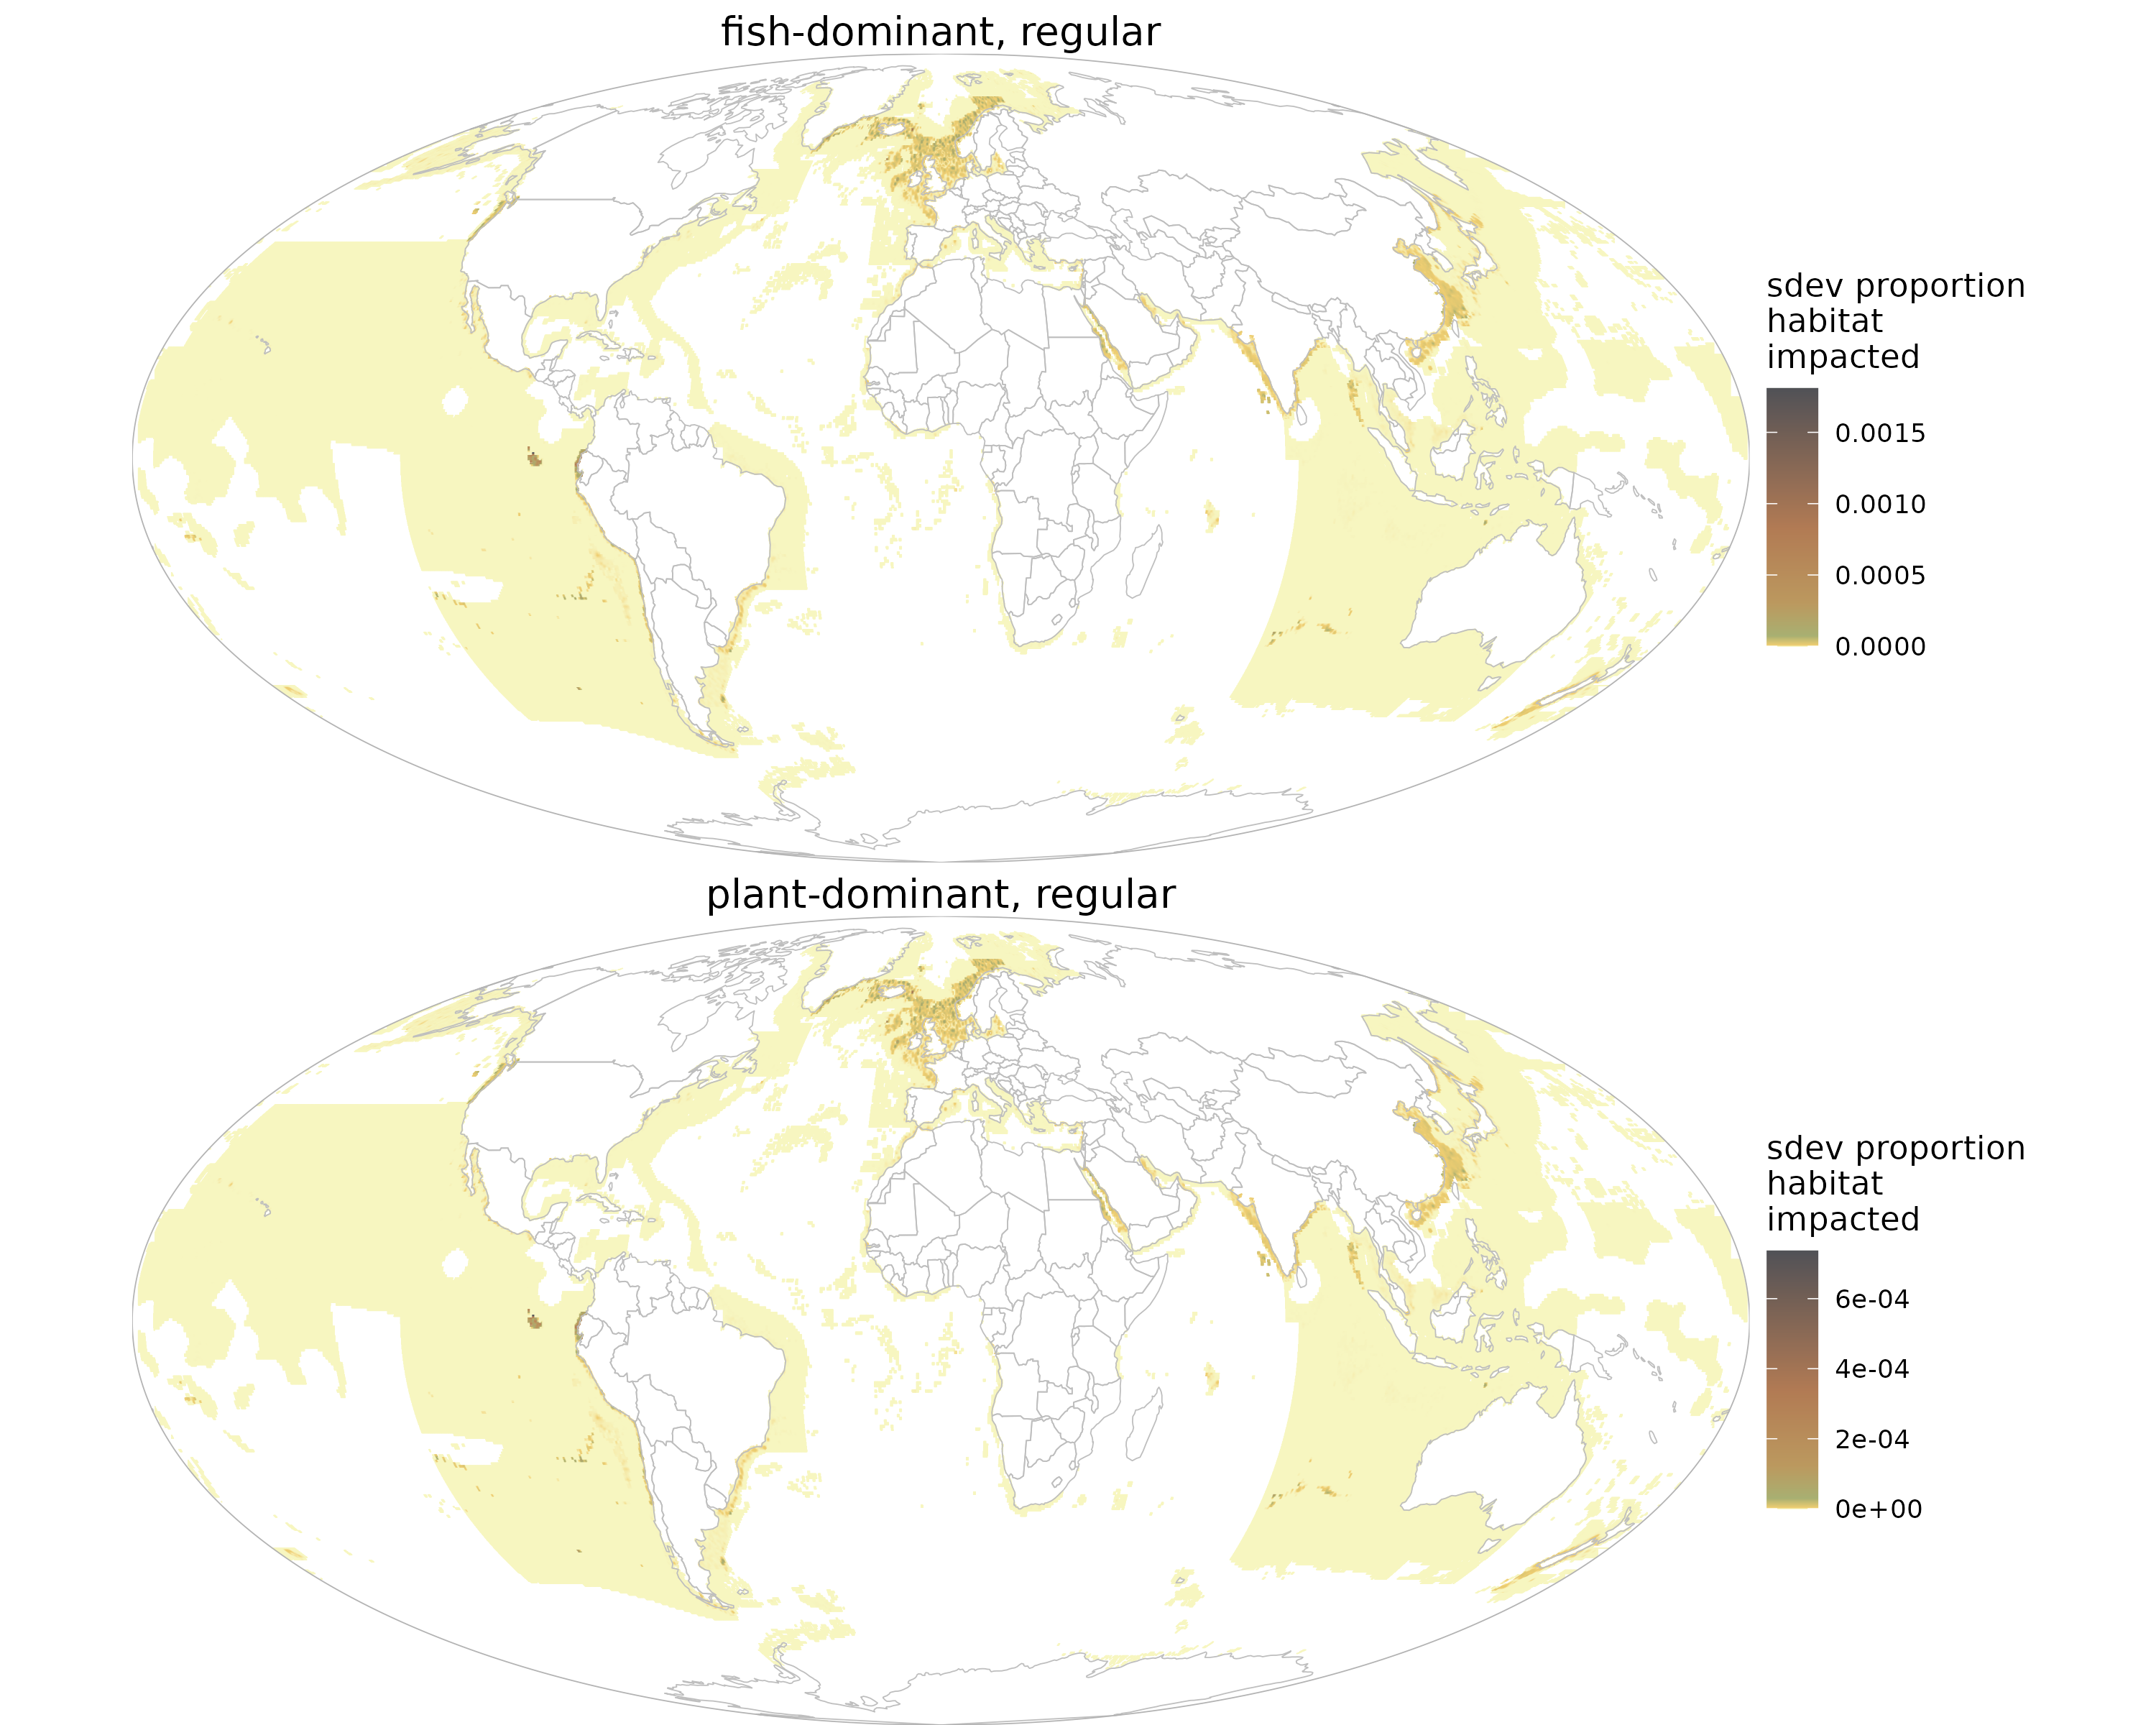 fish-dominant, regular
sdev proportion
habitat
impacted
0.0015
0.0010
0.0005
0.0000
plant-dominant, regular
sdev proportion
habitat
impacted
6e-04
4e-04
2e-04
0e+00